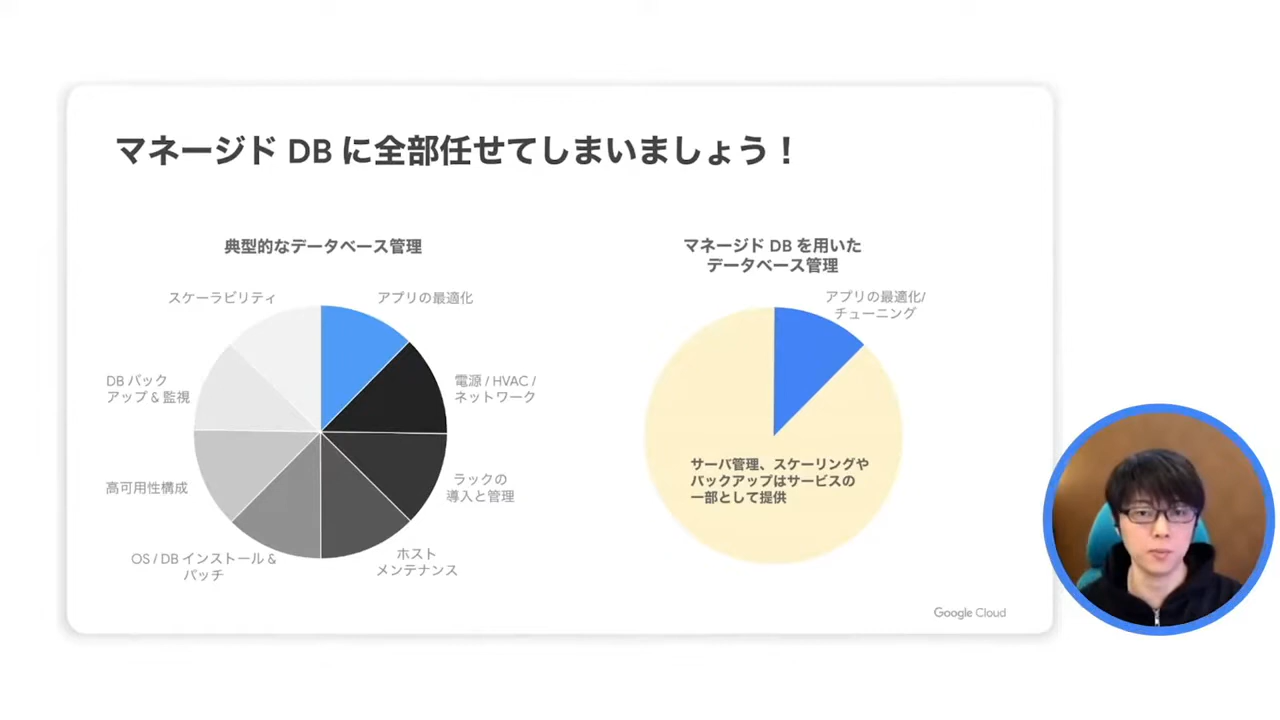 マネージド DB に全部任せてしまいましょう！
典型的なデータベース管理
スケーラビリティ
アプリの最適化
DB バック
アップ & 監視
電源 / HVAC /
ネットワーク
高可用性構成
ラックの
導入と管理
OS / DB インストール &
パッチ
ホスト
メンテナンス
マネージド DB を用いた
データベース管理
アプリの最適化/
チューニング
サーバ管理、スケーリングや
バックアップはサービスの
一部として提供
Google Cloud